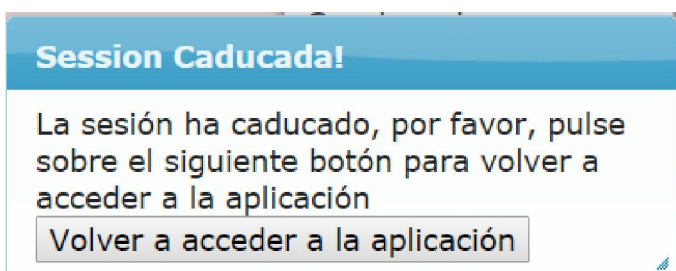 Session Caducada!
La sesión ha caducado, por favor, pulse
sobre el siguiente botón para volver a
acceder a la aplicación
Volver a acceder a la aplicación